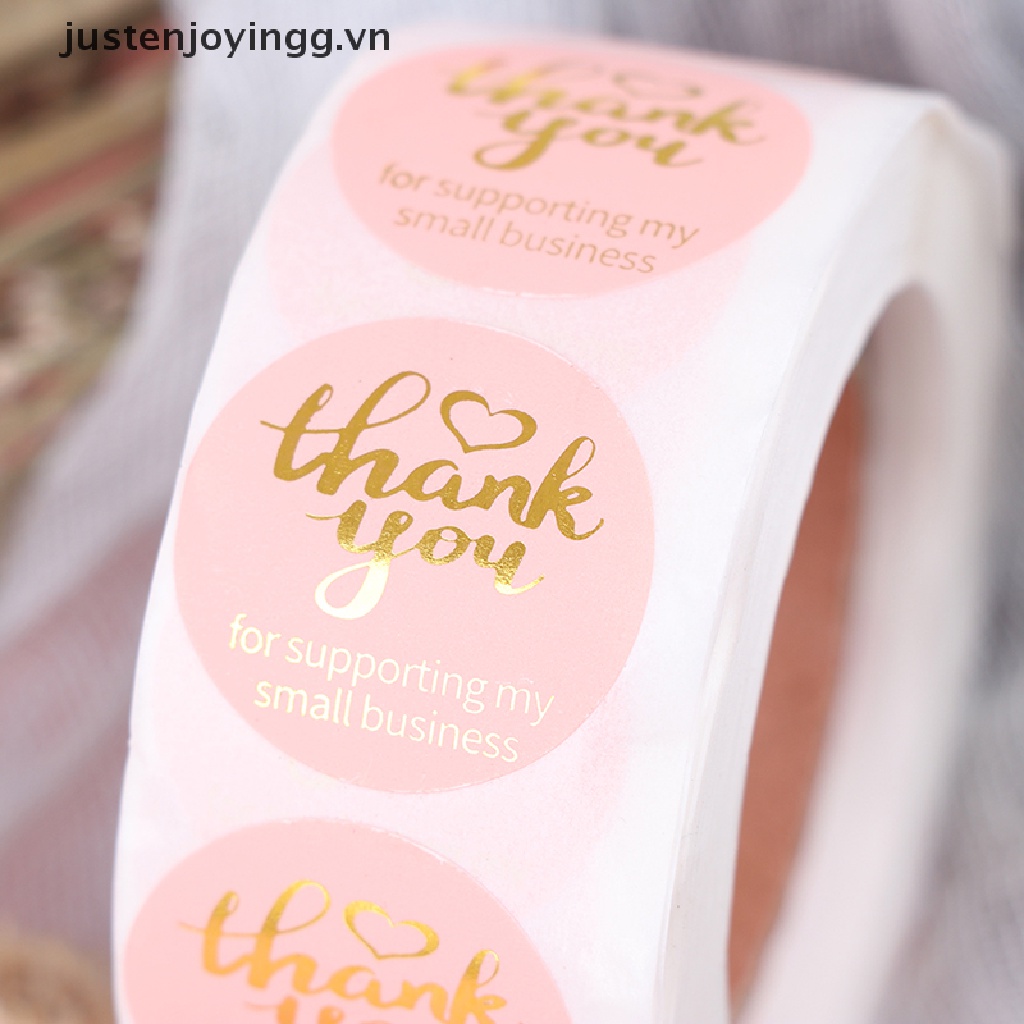 justenjoyingg.vn
thank
you
for supporting my
small business
thank
you
for supporting my
small business
thank